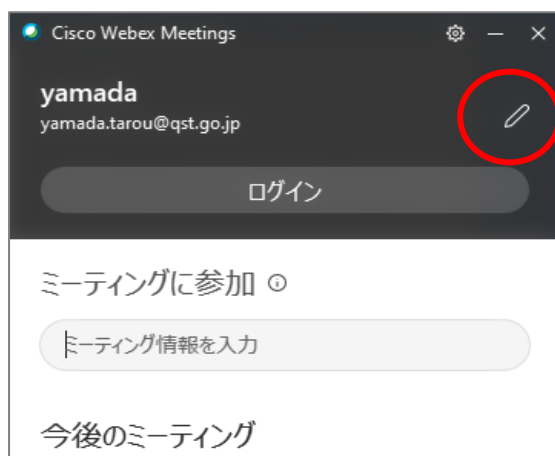 Cisco Webex Meetings
yamada
yamada.tarou@qst.go.jp
ログイン
ミーティングに参加
ミーティング情報を入力
今後のミーティング